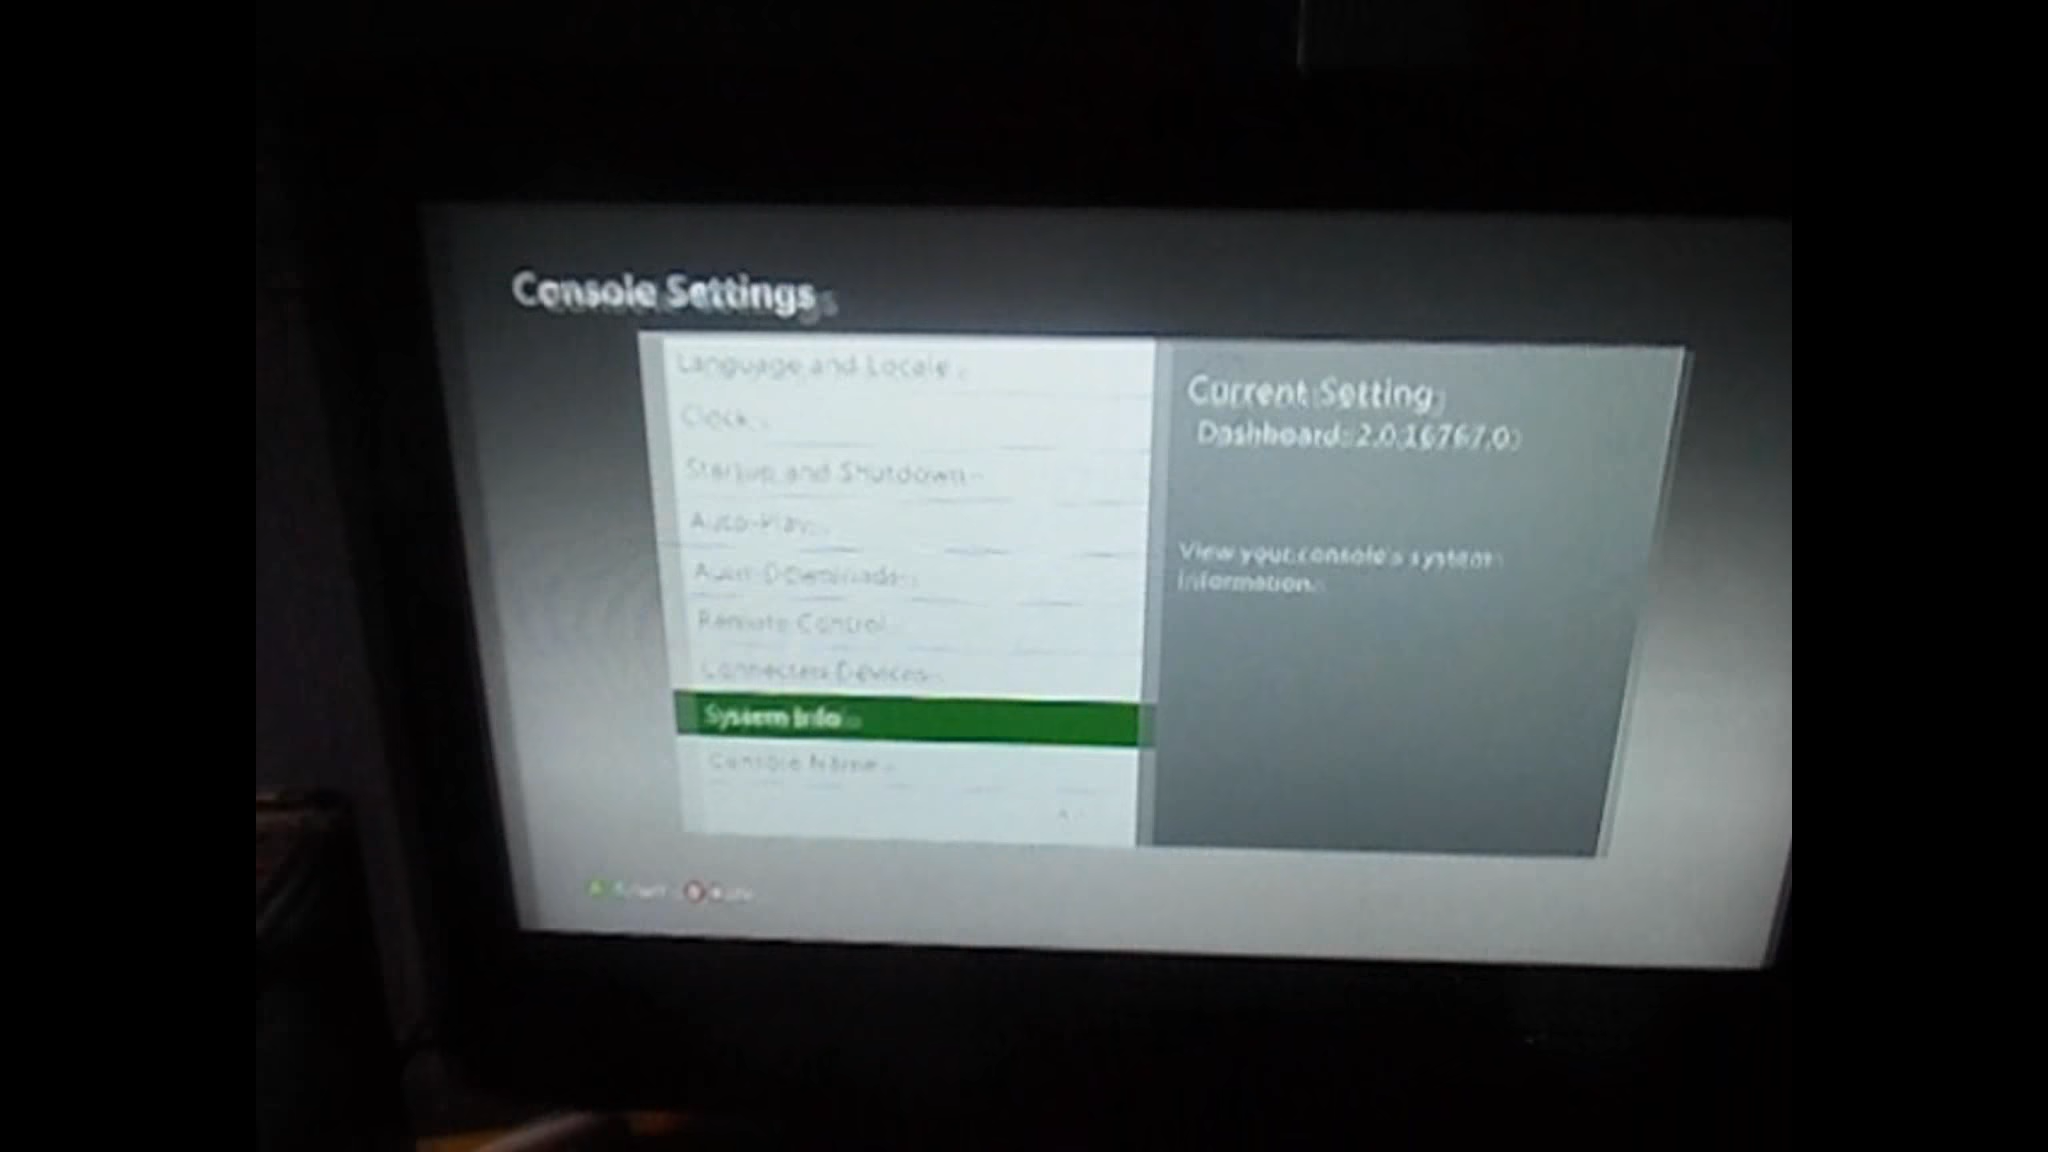 Console Settings
Language and Locale
Clock
Startup and Shutdown
Auto-Play
Auto-Downloads
Remote Control
Connected Devices
System Info
Console Name
Current Setting
Dashboard: 2.0.16767.0
View your console's system
information.